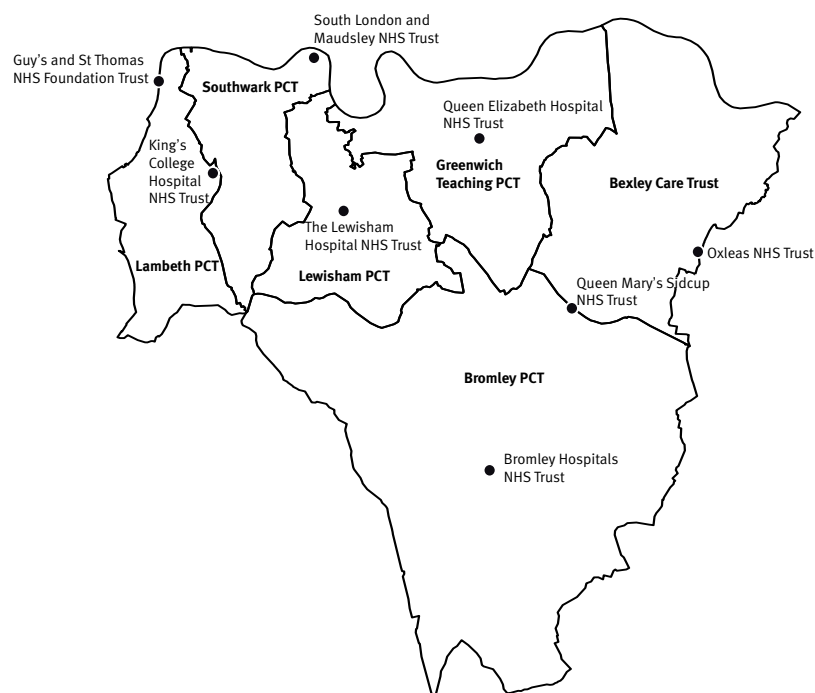 South London and
Maudsley NHS Trust
Guy's and St Thomas
NHS Foundation Trust
Southwark PCT
Queen Elizabeth Hospital
NHS Trust
King's
College
Hospital
NHS Trust
Greenwich
Teaching PCT
Bexley Care Trust
The Lewisham
Hospital NHS Trust
Oxleas NHS Trust
Lambeth PCT
Lewisham PCT
Queen Mary's Sidcup
NHS Trust
Bromley PCT
Bromley Hospitals
NHS Trust